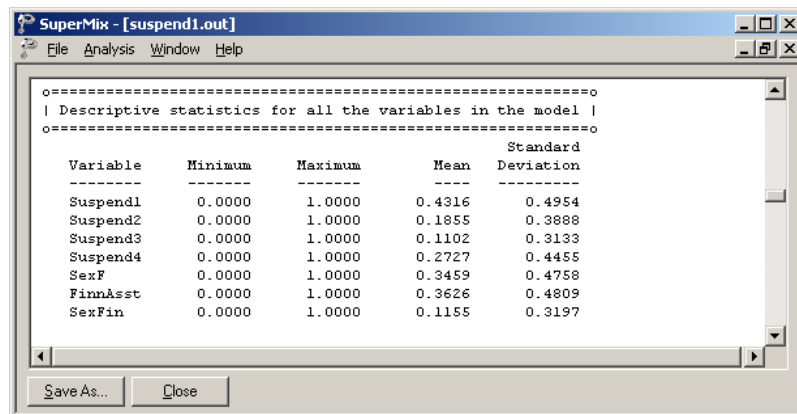 SuperMix - [suspend1.out]
File Analysis Window Help
o==========================================================o
| Descriptive statistics for all the variables in the model |
o==========================================================o
Standard
Variable Minimum Maximum Mean Deviation
-------- ------- ------- ---- ---------
Suspend1 0.0000 1.0000 0.4316 0.4954
Suspend2 0.0000 1.0000 0.1855 0.3888
Suspend3 0.0000 1.0000 0.1102 0.3133
Suspend4 0.0000 1.0000 0.2727 0.4455
SexF 0.0000 1.0000 0.3459 0.4758
FinnAsst 0.0000 1.0000 0.3626 0.4809
SexFin 0.0000 1.0000 0.1155 0.3197
Save As... Close